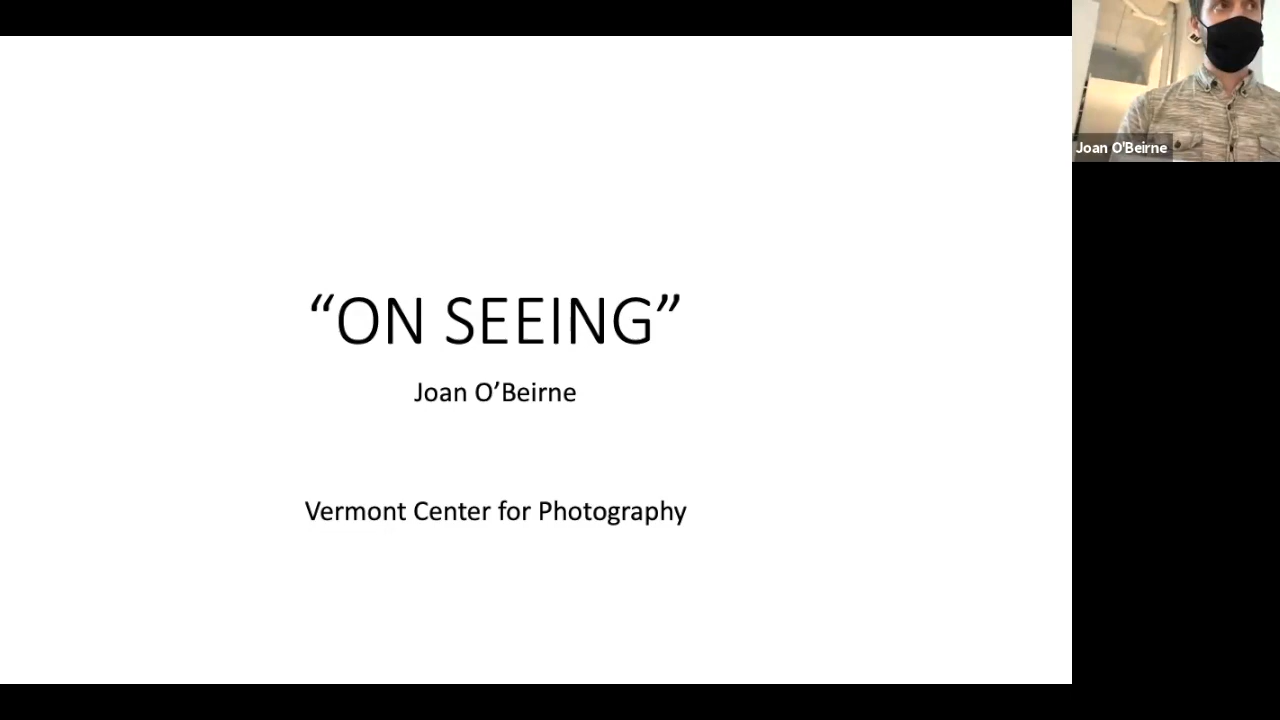 “ON SEEING”
Joan O’Beirne
Vermont Center for Photography
Joan O'Beirne